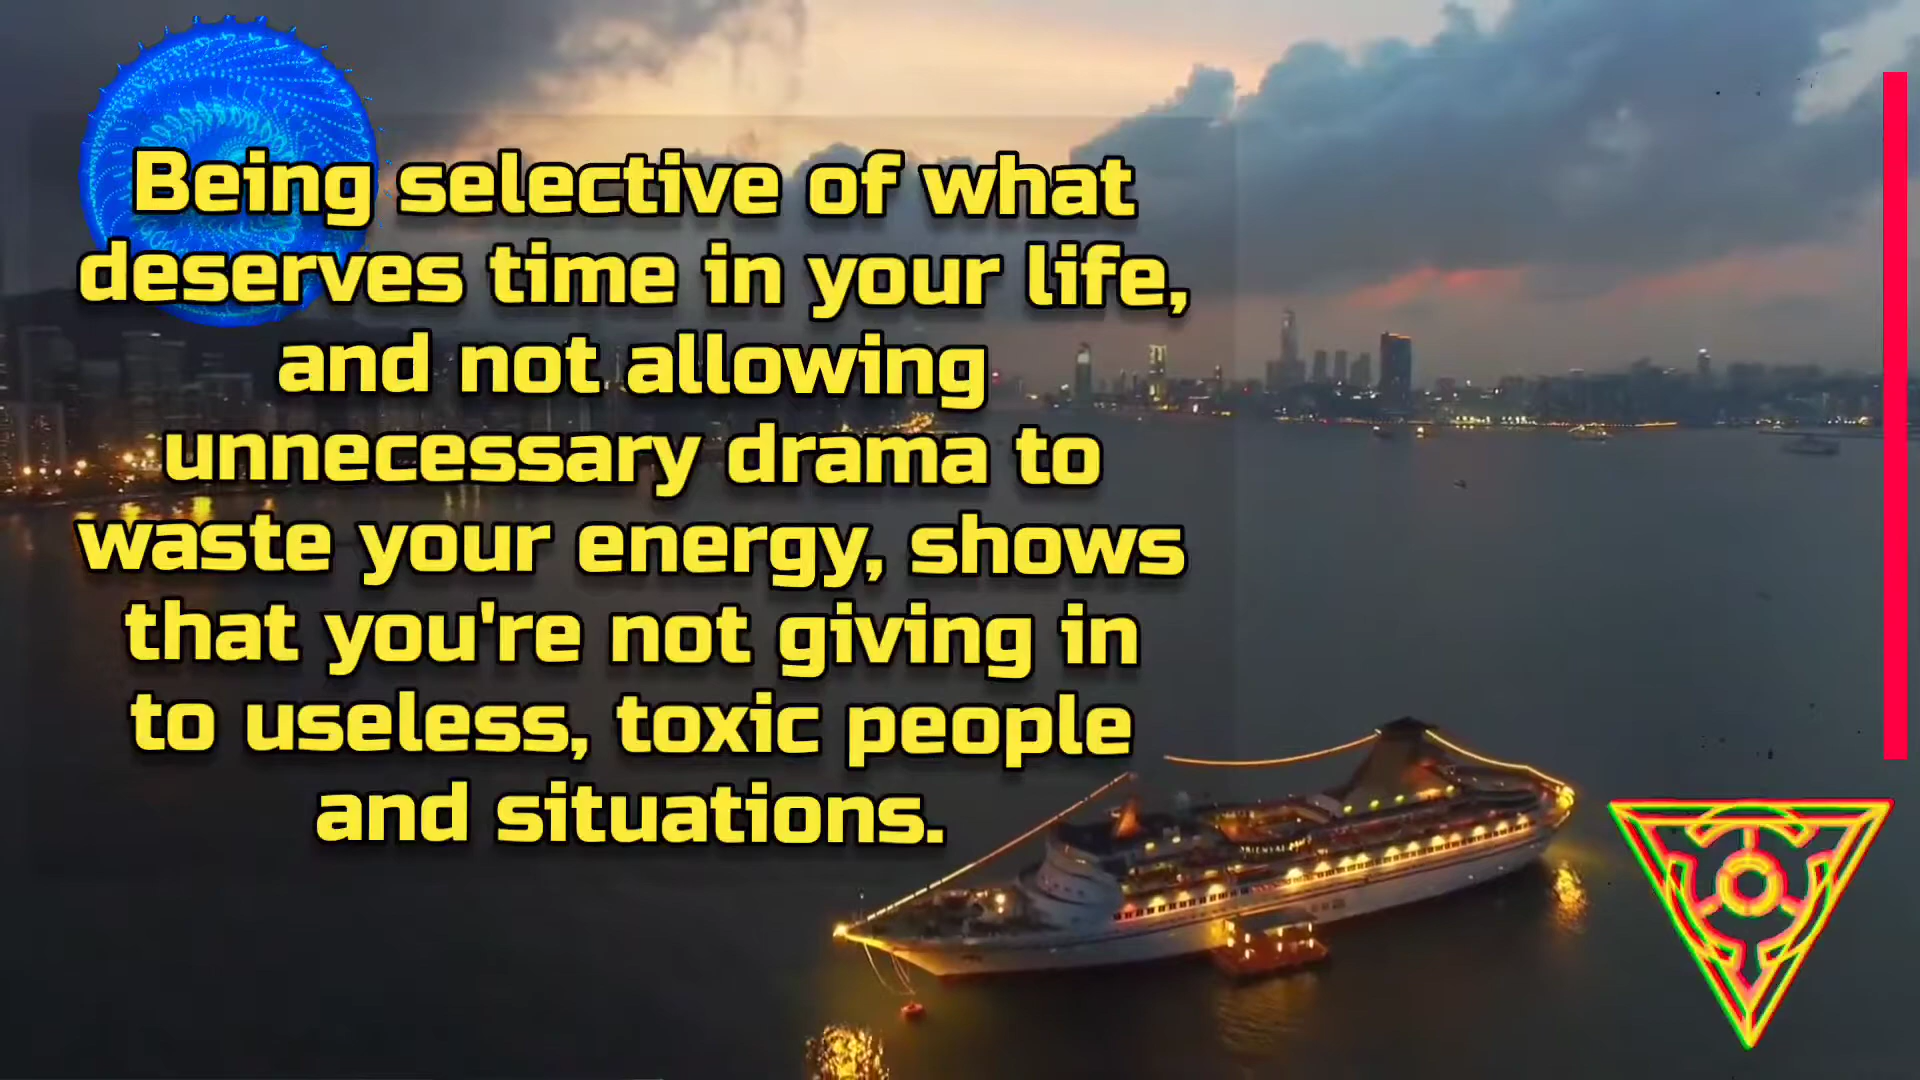 Being selective of what
deserves time in your life,
and not allowing
unnecessary drama to
waste your energy, shows
that you're not giving in
to useless, toxic people
and situations.